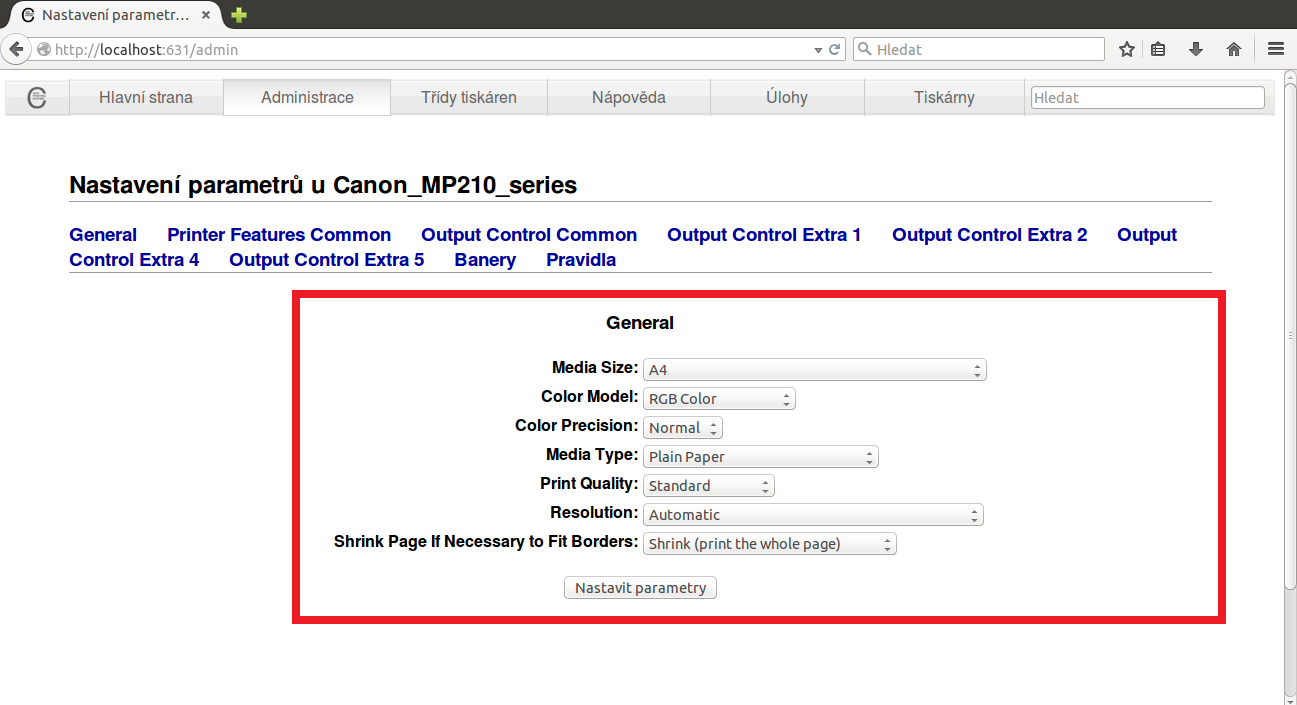 Nastavení parametr...
http://localhost:631/admin
Hledat
Hlavní strana
Administrace
Třídy tiskáren
Nápověda
Úlohy
Tiskárny
Hledat
Nastavení parametrů u Canon_MP210_series
General Printer Features Common Output Control Common Output Control Extra 1 Output Control Extra 2 Output
Control Extra 4 Output Control Extra 5 Banery Pravidla
General
Media Size: A4
Color Model: RGB Color
Color Precision: Normal
Media Type: Plain Paper
Print Quality: Standard
Resolution: Automatic
Shrink Page If Necessary to Fit Borders: Shrink (print the whole page)
Nastavit parametry